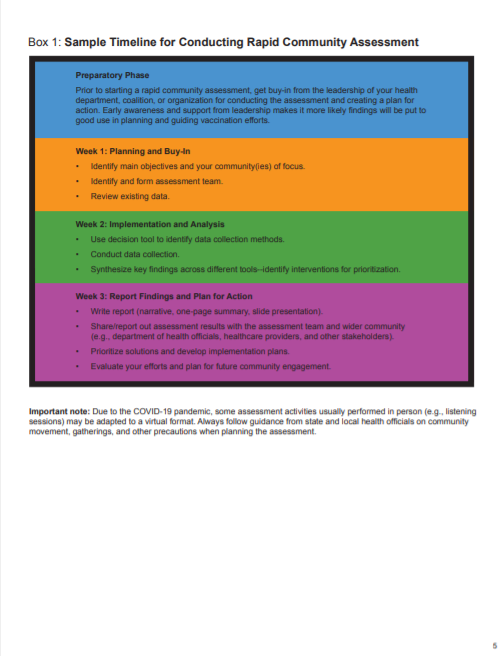 Box 1: Sample Timeline for Conducting Rapid Community Assessment
Preparatory Phase
Prior to starting a rapid community assessment, get buy-in from the leadership of your health
department, coalition, or organization for conducting the assessment and creating a plan for
action. Early awareness and support from leadership makes it more likely findings will be put to
good use in planning and guiding vaccination efforts.
Week 1: Planning and Buy-In
• Identify main objectives and your community(ies) of focus.
• Identify and form assessment team.
• Review existing data.
Week 2: Implementation and Analysis
• Use decision tool to identify data collection methods.
• Conduct data collection.
• Synthesize key findings across different tools–identify interventions for prioritization.
Week 3: Report Findings and Plan for Action
• Write report (narrative, one-page summary, slide presentation).
• Share/report out assessment results with the assessment team and wider community
(e.g., department of health officials, healthcare providers, and other stakeholders).
• Prioritize solutions and develop implementation plans.
• Evaluate your efforts and plan for future community engagement.
Important note: Due to the COVID-19 pandemic, some assessment activities usually performed in person (e.g., listening
sessions) may be adapted to a virtual format. Always follow guidance from state and local health officials on community
movement, gatherings, and other precautions when planning the assessment.
5